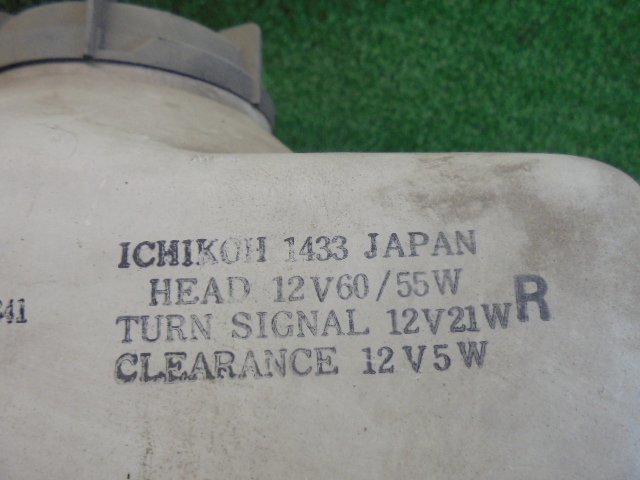 ICHIKOH 1433 JAPAN
HEAD 12V60/55W
TURN SIGNAL 12V21W R
CLEARANCE 12V5W